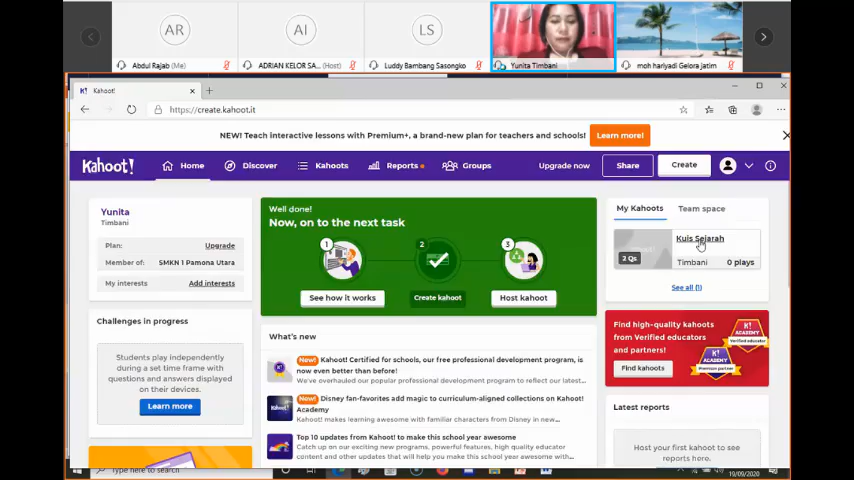 AR
AI
LS
Abdul Rajab (Me)
ADRIAN KELOR SA... (Host)
Luddy Bambang Sasongko
Yunita Timbani
moh hariyadi Gelora jatim
K! Kahoot!
https://create.kahoot.it
NEW! Teach interactive lessons with Premium+, a brand-new plan for teachers and schools!
Learn more!
Kahoot!
Home
Discover
Kahoots
Reports
Groups
Upgrade now
Share
Create
Yunita
Timbani
Plan:
Upgrade
Member of:
SMKN 1 Pamona Utara
My interests
Add interests
Challenges in progress
Students play independently
during a set time frame with
questions and answers displayed
on their devices.
Learn more
Well done!
Now, on to the next task
1
2
3
See how it works
Create kahoot
Host kahoot
What's new
New! Kahoot! Certified for schools, our free professional development program, is
now even better than before!
We've overhauled our popular professional development program to reflect our latest...
Kahoot!
New! Disney fan-favorites add magic to curriculum-aligned collections on Kahoot!
Academy
Kahoot! makes learning awesome with familiar characters from Disney in new...
Top 10 updates from Kahoot! to make this school year awesome
Catch up on our exciting new programs, powerful features, high quality educator
content and other updates that will make this school year awesome with...
My Kahoots
Team space
Kuis Sejarah
2 Qs
Timbani
0 plays
See all (1)
Find high-quality kahoots
from Verified educators
and partners!
Find kahoots
K!
ACADEMY
Verified educator
K!
ACADEMY
Premium partner
Latest reports
Host your first kahoot to see
reports here.
Type here to search
19/09/2020